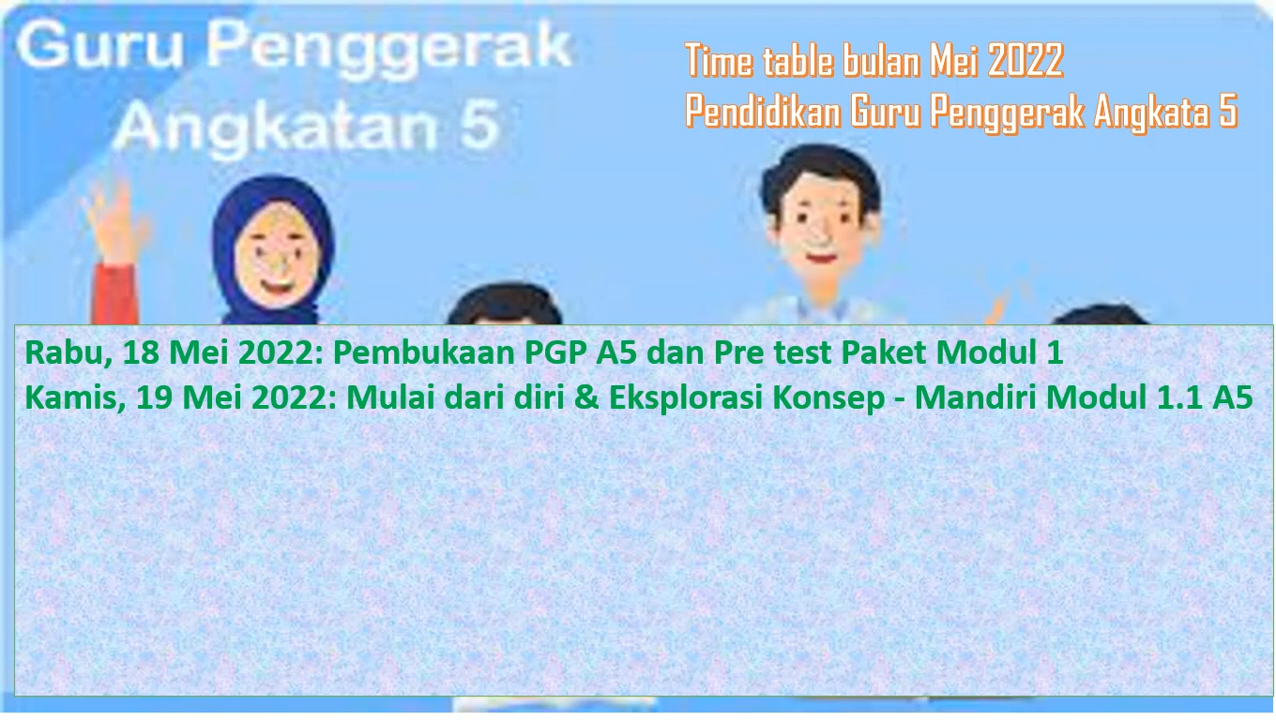 Guru Penggerak
Angkatan 5
Time table bulan Mei 2022
Pendidikan Guru Penggerak Angkata 5
Rabu, 18 Mei 2022: Pembukaan PGP A5 dan Pre test Paket Modul 1
Kamis, 19 Mei 2022: Mulai dari diri & Eksplorasi Konsep - Mandiri Modul 1.1 A5